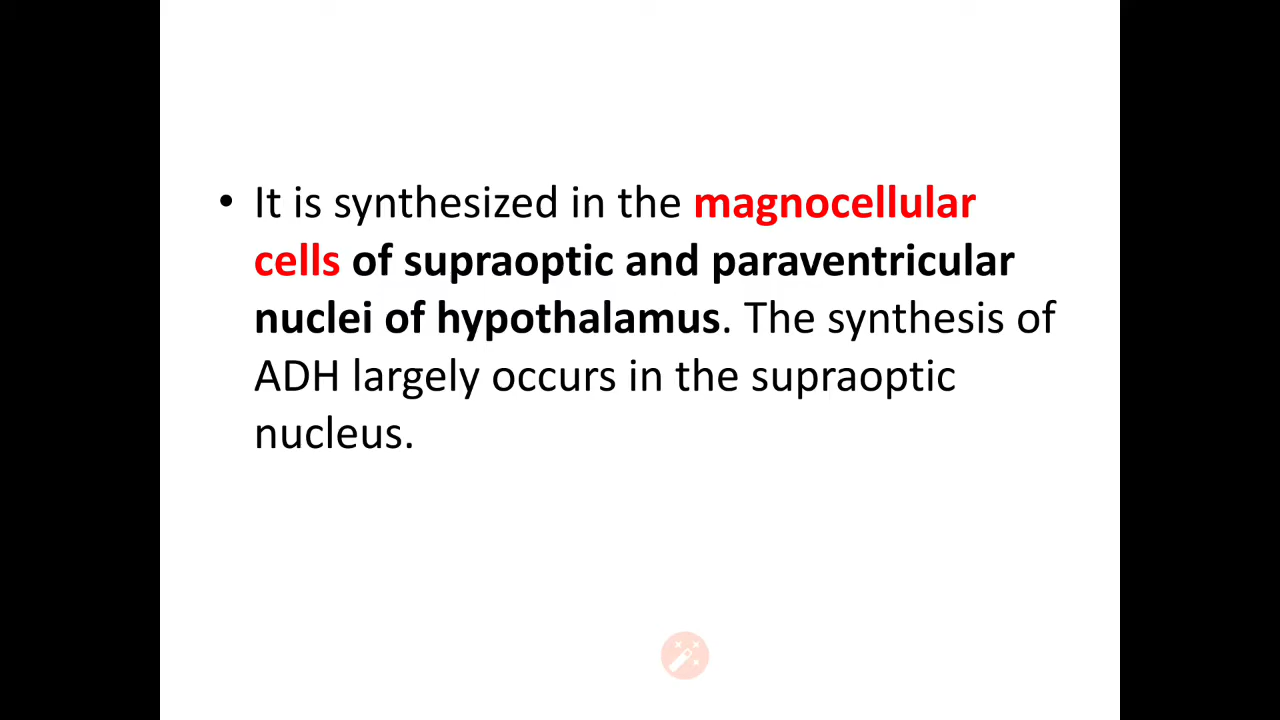 • It is synthesized in the magnocellular
cells of supraoptic and paraventricular
nuclei of hypothalamus. The synthesis of
ADH largely occurs in the supraoptic
nucleus.